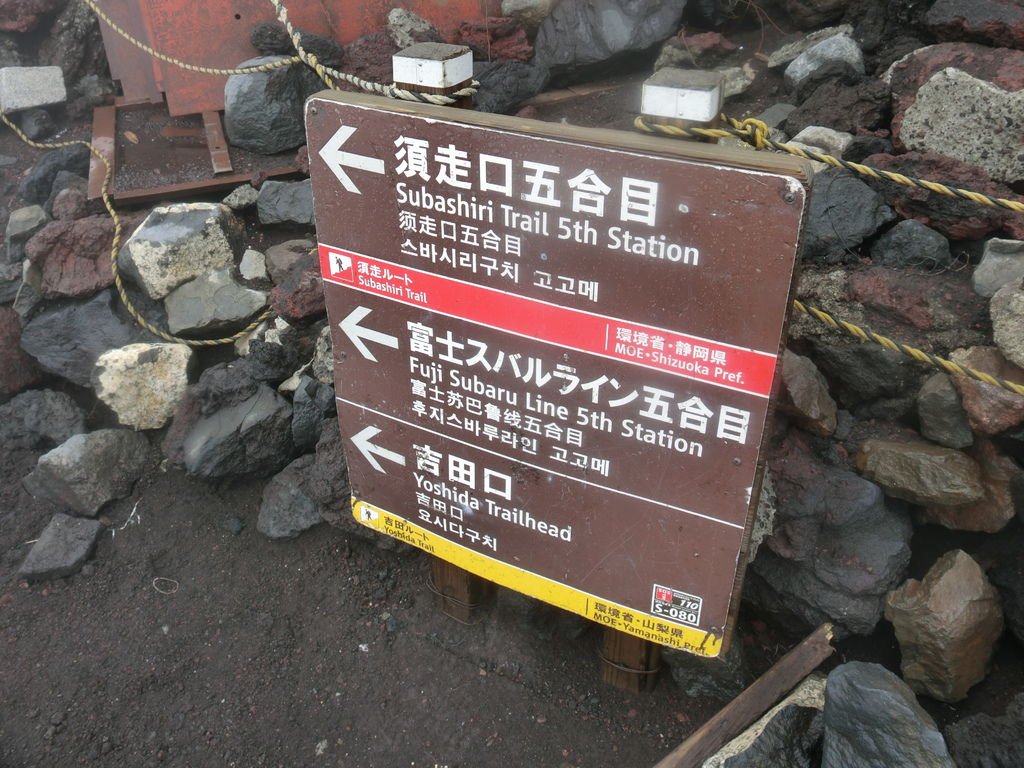 須走口五合目
Subashiri Trail 5th Station
须走口五合目
스바시리구치 고고메
須走ルート
Subashiri Trail
環境省・静岡県
MOE・Shizuoka Pref.
富士スバルライン五合目
Fuji Subaru Line 5th Station
富士苏巴鲁线五合目
후지스바루라인 고고메
吉田口
Yoshida Trailhead
吉田口
요시다구치
吉田ルート
Yoshida Trail
110
S-080
環境省・山梨県
MOE・Yamanashi Pref.